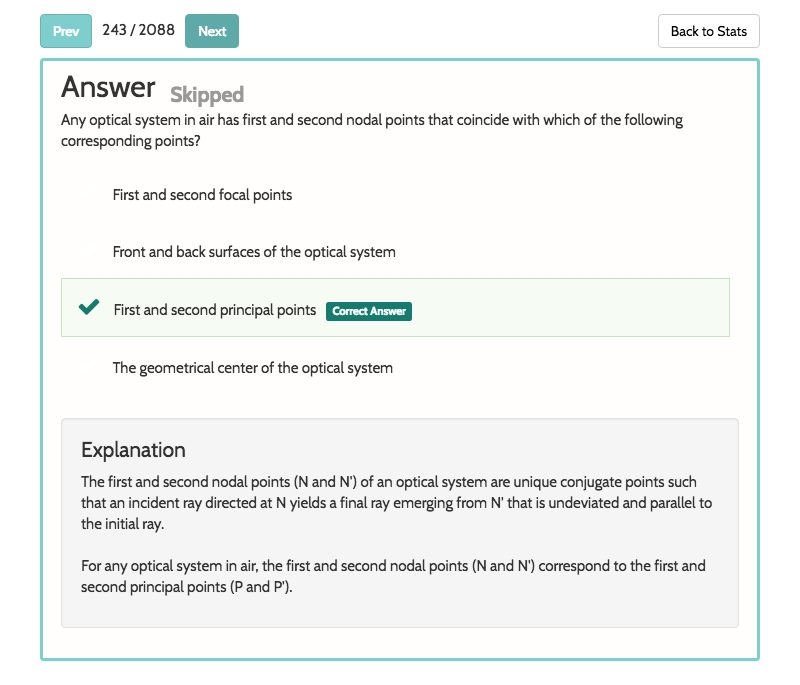 Prev 243 / 2088 Next Back to Stats
Answer Skipped
Any optical system in air has first and second nodal points that coincide with which of the following
corresponding points?
First and second focal points
Front and back surfaces of the optical system
First and second principal points Correct Answer
The geometrical center of the optical system
Explanation
The first and second nodal points (N and N') of an optical system are unique conjugate points such
that an incident ray directed at N yields a final ray emerging from N' that is undeviated and parallel to
the initial ray.
For any optical system in air, the first and second nodal points (N and N') correspond to the first and
second principal points (P and P').